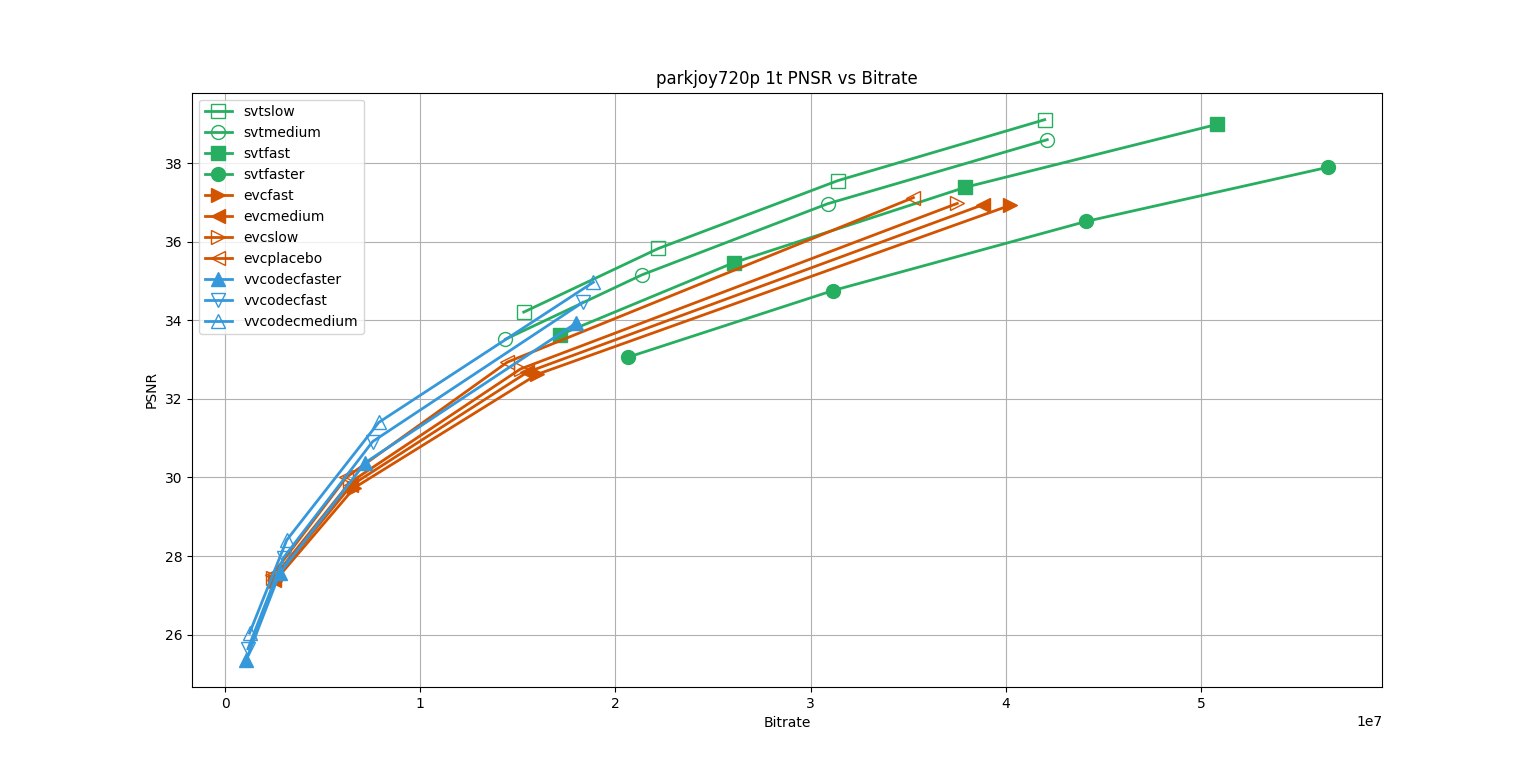 parkjoy720p 1t PNSR vs Bitrate
svtslow
svtmedium
svtfast
svtfaster
evcfast
evcmedium
evcslow
evcplacebo
vvcodecfaster
vvcodecfast
vvcodecmedium
PSNR
38
36
34
32
30
28
26
0 1 2 3 4 5
Bitrate
1e7